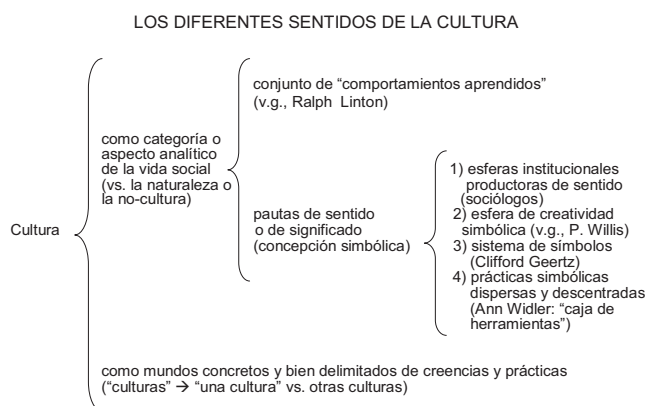 LOS DIFERENTES SENTIDOS DE LA CULTURA
Cultura
como categoría o
aspecto analítico
de la vida social
(vs. la naturaleza o
la no-cultura)
conjunto de “comportamientos aprendidos”
(v.g., Ralph Linton)
pautas de sentido
o de significado
(concepción simbólica)
1) esferas institucionales
productoras de sentido
(sociólogos)
2) esfera de creatividad
simbólica (v.g., P. Willis)
3) sistema de símbolos
(Clifford Geertz)
4) prácticas simbólicas
dispersas y descentradas
(Ann Widler: “caja de
herramientas”)
como mundos concretos y bien delimitados de creencias y prácticas
(“culturas” → “una cultura” vs. otras culturas)